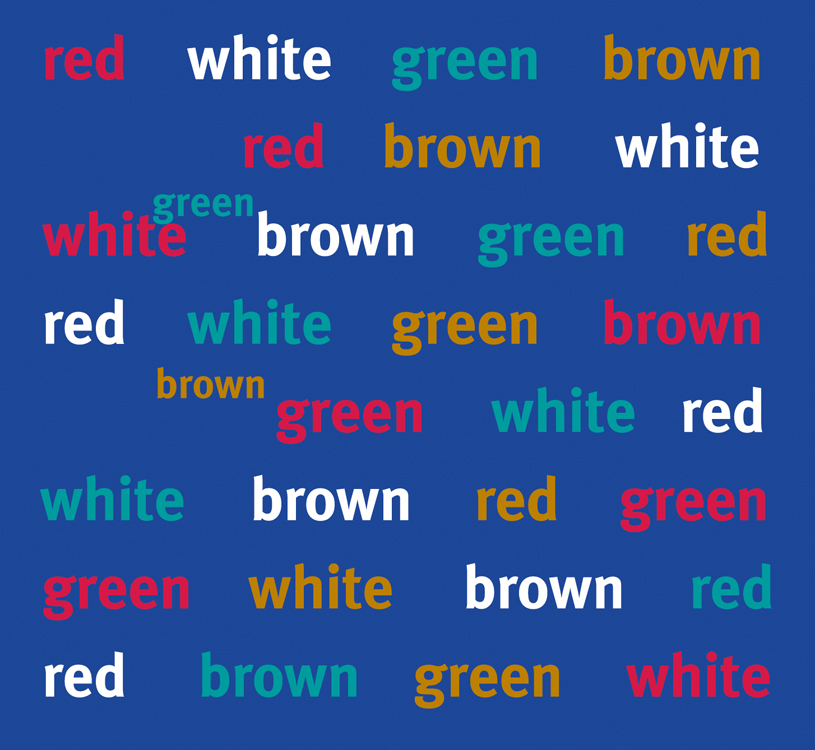 red white green brown
red brown white
green
white brown green red
red white green brown
brown
green white red
white brown red green
green white brown red
red brown green white